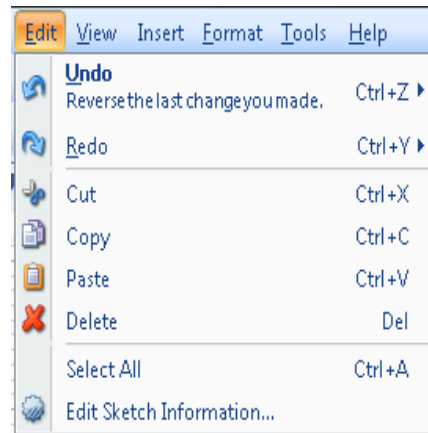 Edit View Insert Format Tools Help
Undo Ctrl+Z
Reverse the last change you made.
Redo Ctrl+Y
Cut Ctrl+X
Copy Ctrl+C
Paste Ctrl+V
Delete Del
Select All Ctrl+A
Edit Sketch Information...